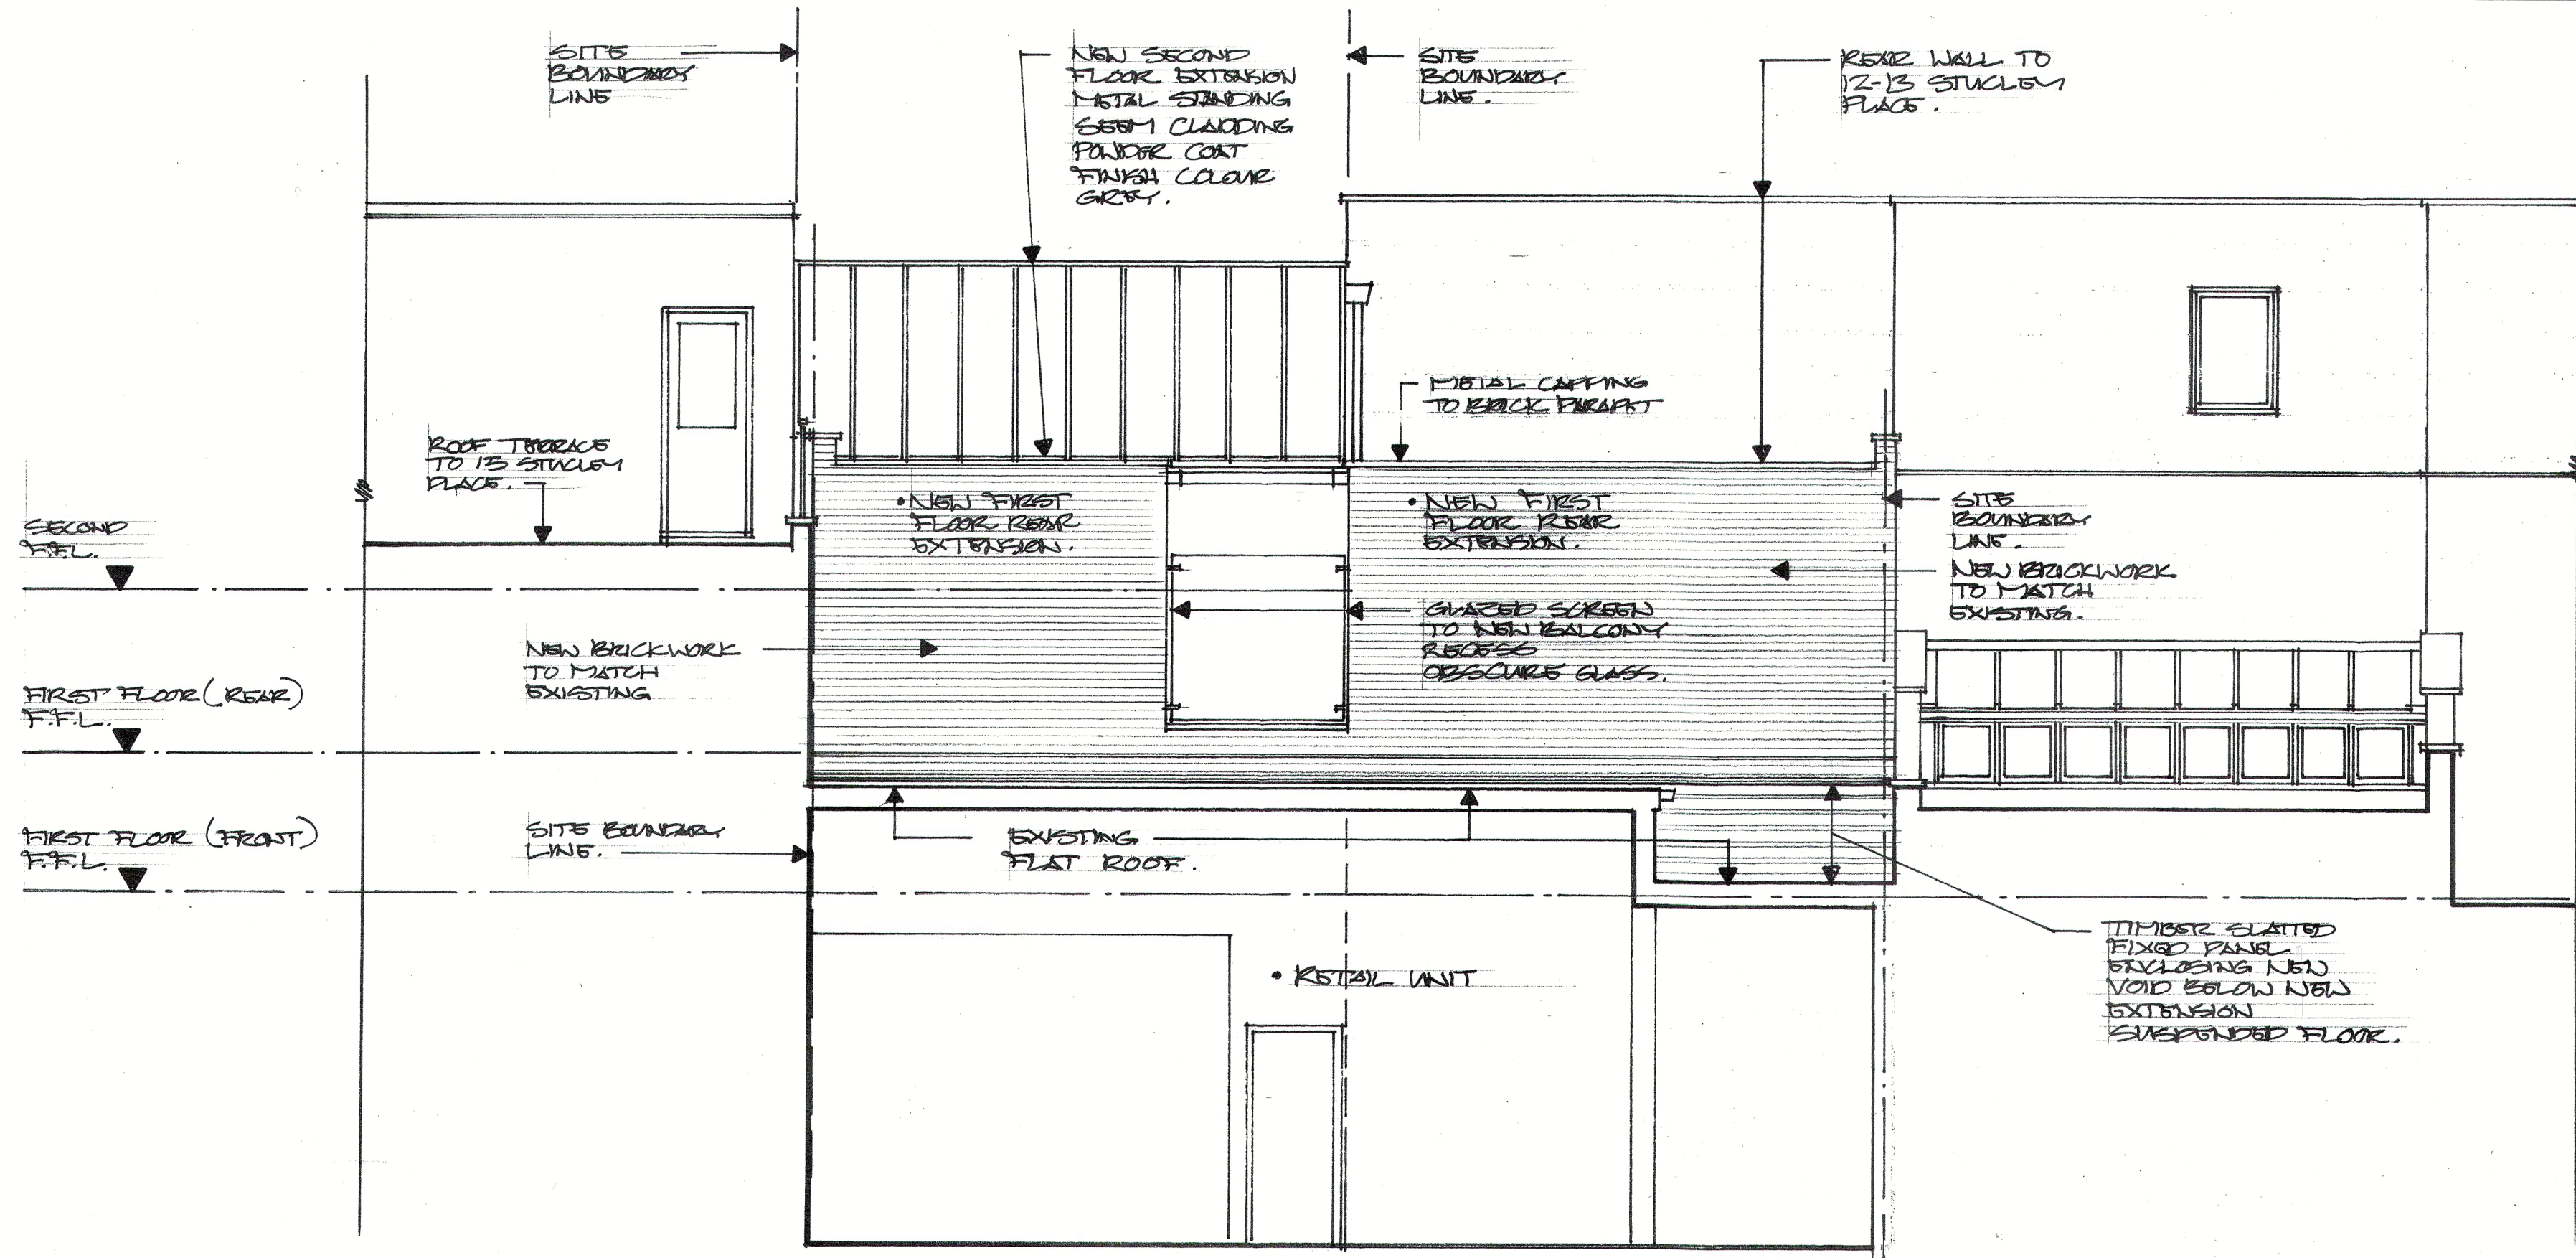 SITE
BOUNDARY
LINE
NEW SECOND
FLOOR EXTENSION
METAL STANDING
SEEM CLADDING
POWDER COAT
FINISH COLOUR
GREY.
SITE
BOUNDARY
LINE.
REAR WALL TO
12-13 STUCLEY
PLACE.
METAL CAPPING
TO BRICK PARAPET
ROOF TERRACE
TO 15 STUCLEY
PLACE.
• NEW FIRST
FLOOR REAR
EXTENSION.
• NEW FIRST
FLOOR REAR
EXTENSION.
SITE
BOUNDARY
LINE.
SECOND
F.F.L.
NEW BRICKWORK
TO MATCH
EXISTING.
GLAZED SCREEN
TO NEW BALCONY
RECESS
OBSCURE GLASS.
NEW BRICKWORK
TO MATCH
EXISTING
FIRST FLOOR (REAR)
F.F.L.
FIRST FLOOR (FRONT)
F.F.L.
SITE BOUNDARY
LINE.
EXISTING
FLAT ROOF.
• RETAIL UNIT
TIMBER SLATTED
FIXED PANEL
ENCLOSING NEW
VOID BELOW NEW
EXTENSION
SUSPENDED FLOOR.